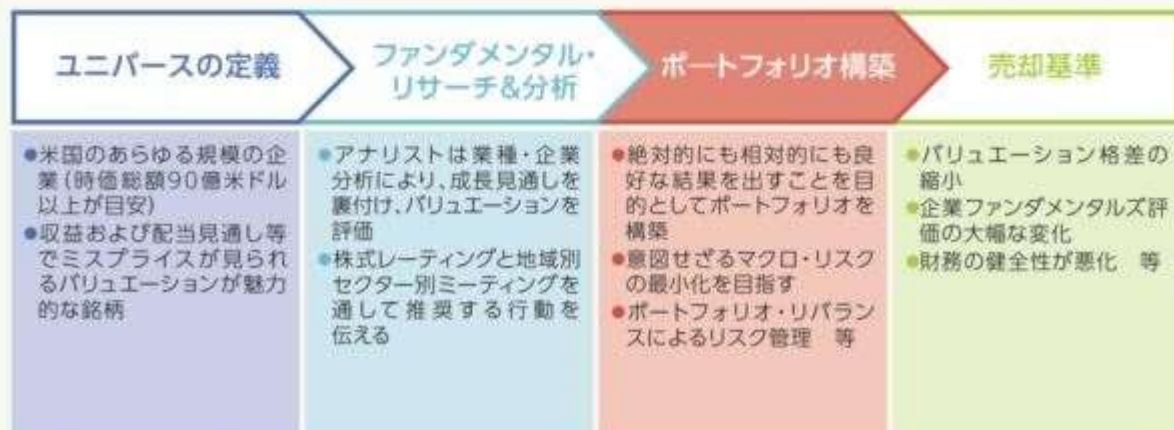 ユニバースの定義
ファンダメンタル・
リサーチ&分析
ポートフォリオ構築
売却基準
●米国のあらゆる規模の企
業(時価総額90億米ドル
以上が目安)
●収益および配当見通し等
でミスプライスが見られ
るバリュエーションが魅力
的な銘柄
●アナリストは業種・企業
分析により、成長見通しを
裏付け、バリュエーションを
評価
●株式レーティングと地域別
セクター別ミーティングを
通して推奨する行動を
伝える
●絶対的にも相対的にも良
好な結果を出すことを目
的としてポートフォリオを
構築
●意図せざるマクロ・リスク
の最小化を目指す
●ポートフォリオ・リバラン
スによるリスク管理　等
●バリュエーション格差の
縮小
●企業ファンダメンタルズ評
価の大幅な変化
●財務の健全性が悪化　等